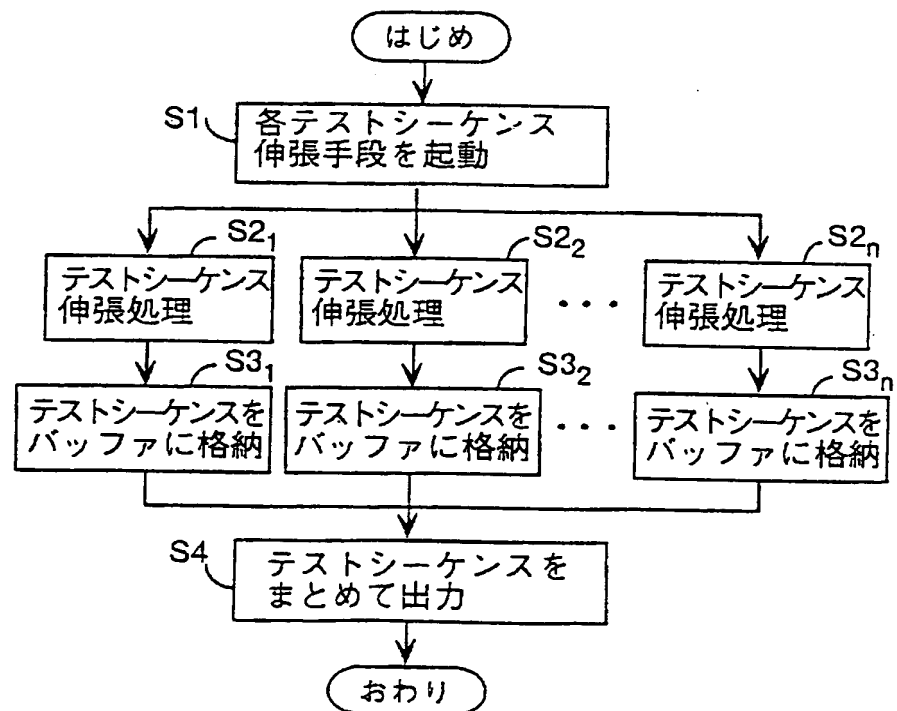 はじめ
S1
各テストシーケンス
伸張手段を起動
S2₁
S2₂
S2ₙ
テストシーケンス
伸張処理
テストシーケンス
伸張処理
・・・
テストシーケンス
伸張処理
S3₁
S3₂
S3ₙ
テストシーケンスを
バッファに格納
テストシーケンスを
バッファに格納
・・・
テストシーケンスを
バッファに格納
S4
テストシーケンスを
まとめて出力
おわり